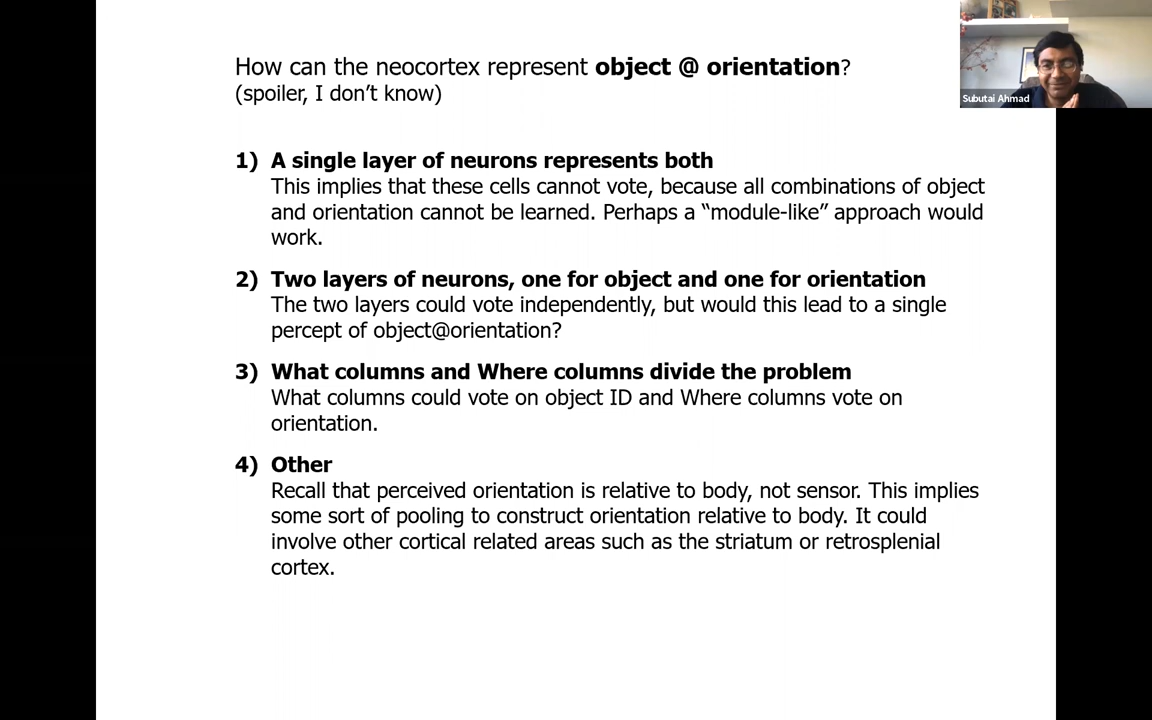 How can the neocortex represent object @ orientation?
(spoiler, I don’t know)
1) A single layer of neurons represents both
This implies that these cells cannot vote, because all combinations of object
and orientation cannot be learned. Perhaps a “module-like” approach would
work.
2) Two layers of neurons, one for object and one for orientation
The two layers could vote independently, but would this lead to a single
percept of object@orientation?
3) What columns and Where columns divide the problem
What columns could vote on object ID and Where columns vote on
orientation.
4) Other
Recall that perceived orientation is relative to body, not sensor. This implies
some sort of pooling to construct orientation relative to body. It could
involve other cortical related areas such as the striatum or retrosplenial
cortex.
Subutai Ahmad